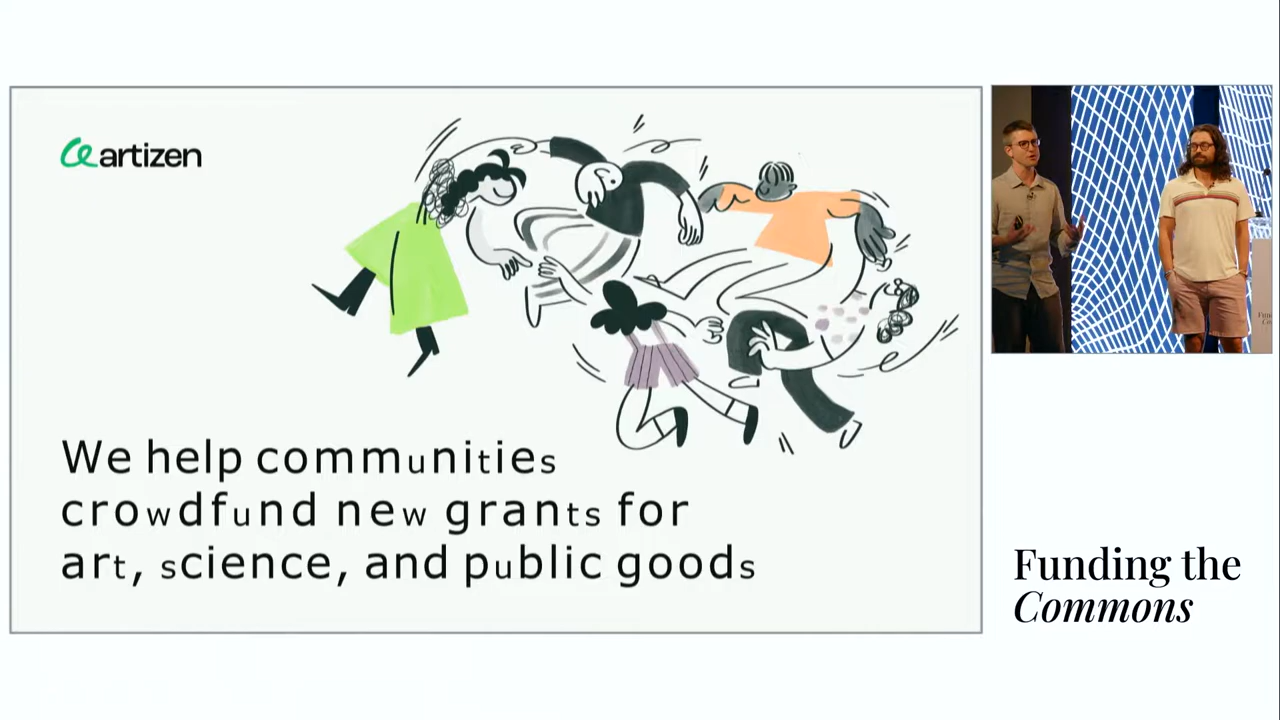 artizen
We help communities
crowdfund new grants for
art, science, and public goods
Funding the
Commons